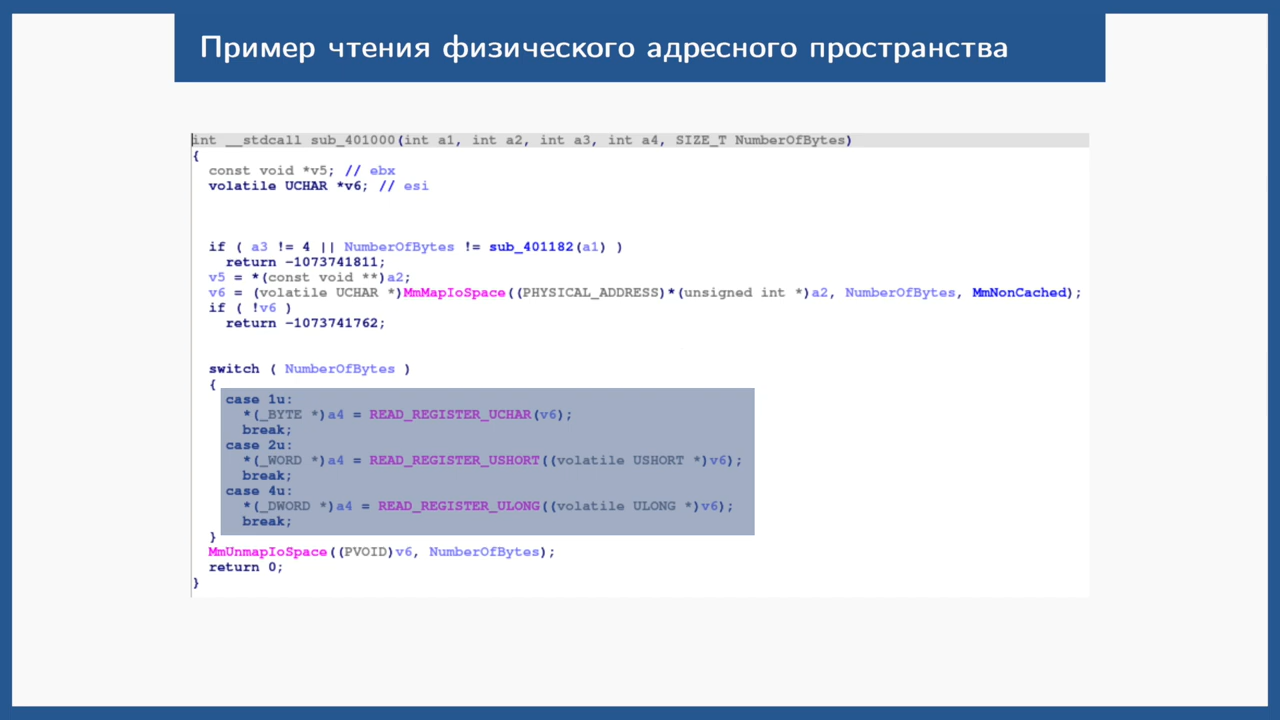 Пример чтения физического адресного пространства
int __stdcall sub_401000(int a1, int a2, int a3, int a4, SIZE_T NumberOfBytes)
{
const void *v5; // ebx
volatile UCHAR *v6; // esi
if ( a3 != 4 || NumberOfBytes != sub_401182(a1) )
return -1073741811;
v5 = *(const void **)a2;
v6 = (volatile UCHAR *)MmMapIoSpace((PHYSICAL_ADDRESS)*(unsigned int *)a2, NumberOfBytes, MmNonCached);
if ( !v6 )
return -1073741762;
switch ( NumberOfBytes )
{
case 1u:
*(_BYTE *)a4 = READ_REGISTER_UCHAR(v6);
break;
case 2u:
*(_WORD *)a4 = READ_REGISTER_USHORT((volatile USHORT *)v6);
break;
case 4u:
*(_DWORD *)a4 = READ_REGISTER_ULONG((volatile ULONG *)v6);
break;
}
MmUnmapIoSpace((PVOID)v6, NumberOfBytes);
return 0;
}